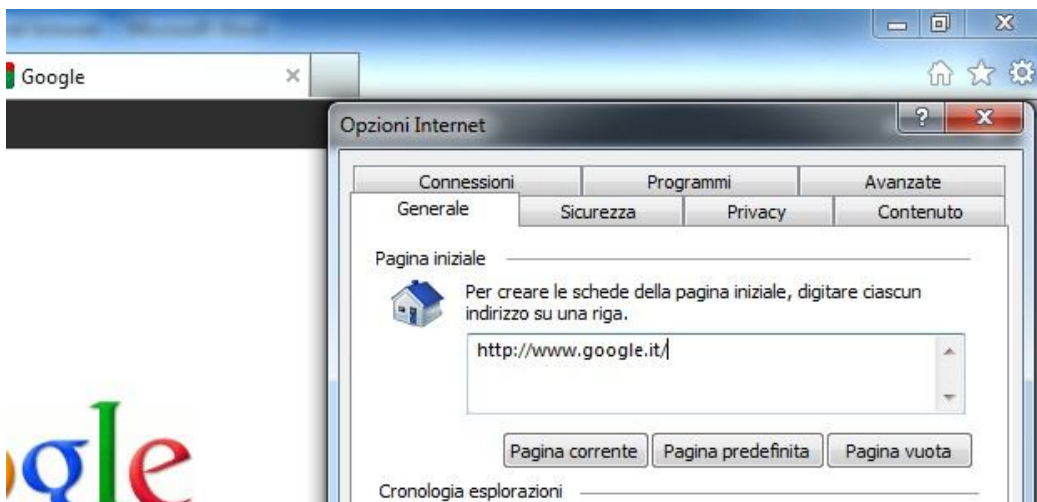 Google
Opzioni Internet
?
Connessioni Programmi Avanzate
Generale Sicurezza Privacy Contenuto
Pagina iniziale
Per creare le schede della pagina iniziale, digitare ciascun
indirizzo su una riga.
http://www.google.it/
Pagina corrente Pagina predefinita Pagina vuota
ogle
Cronologia esplorazioni